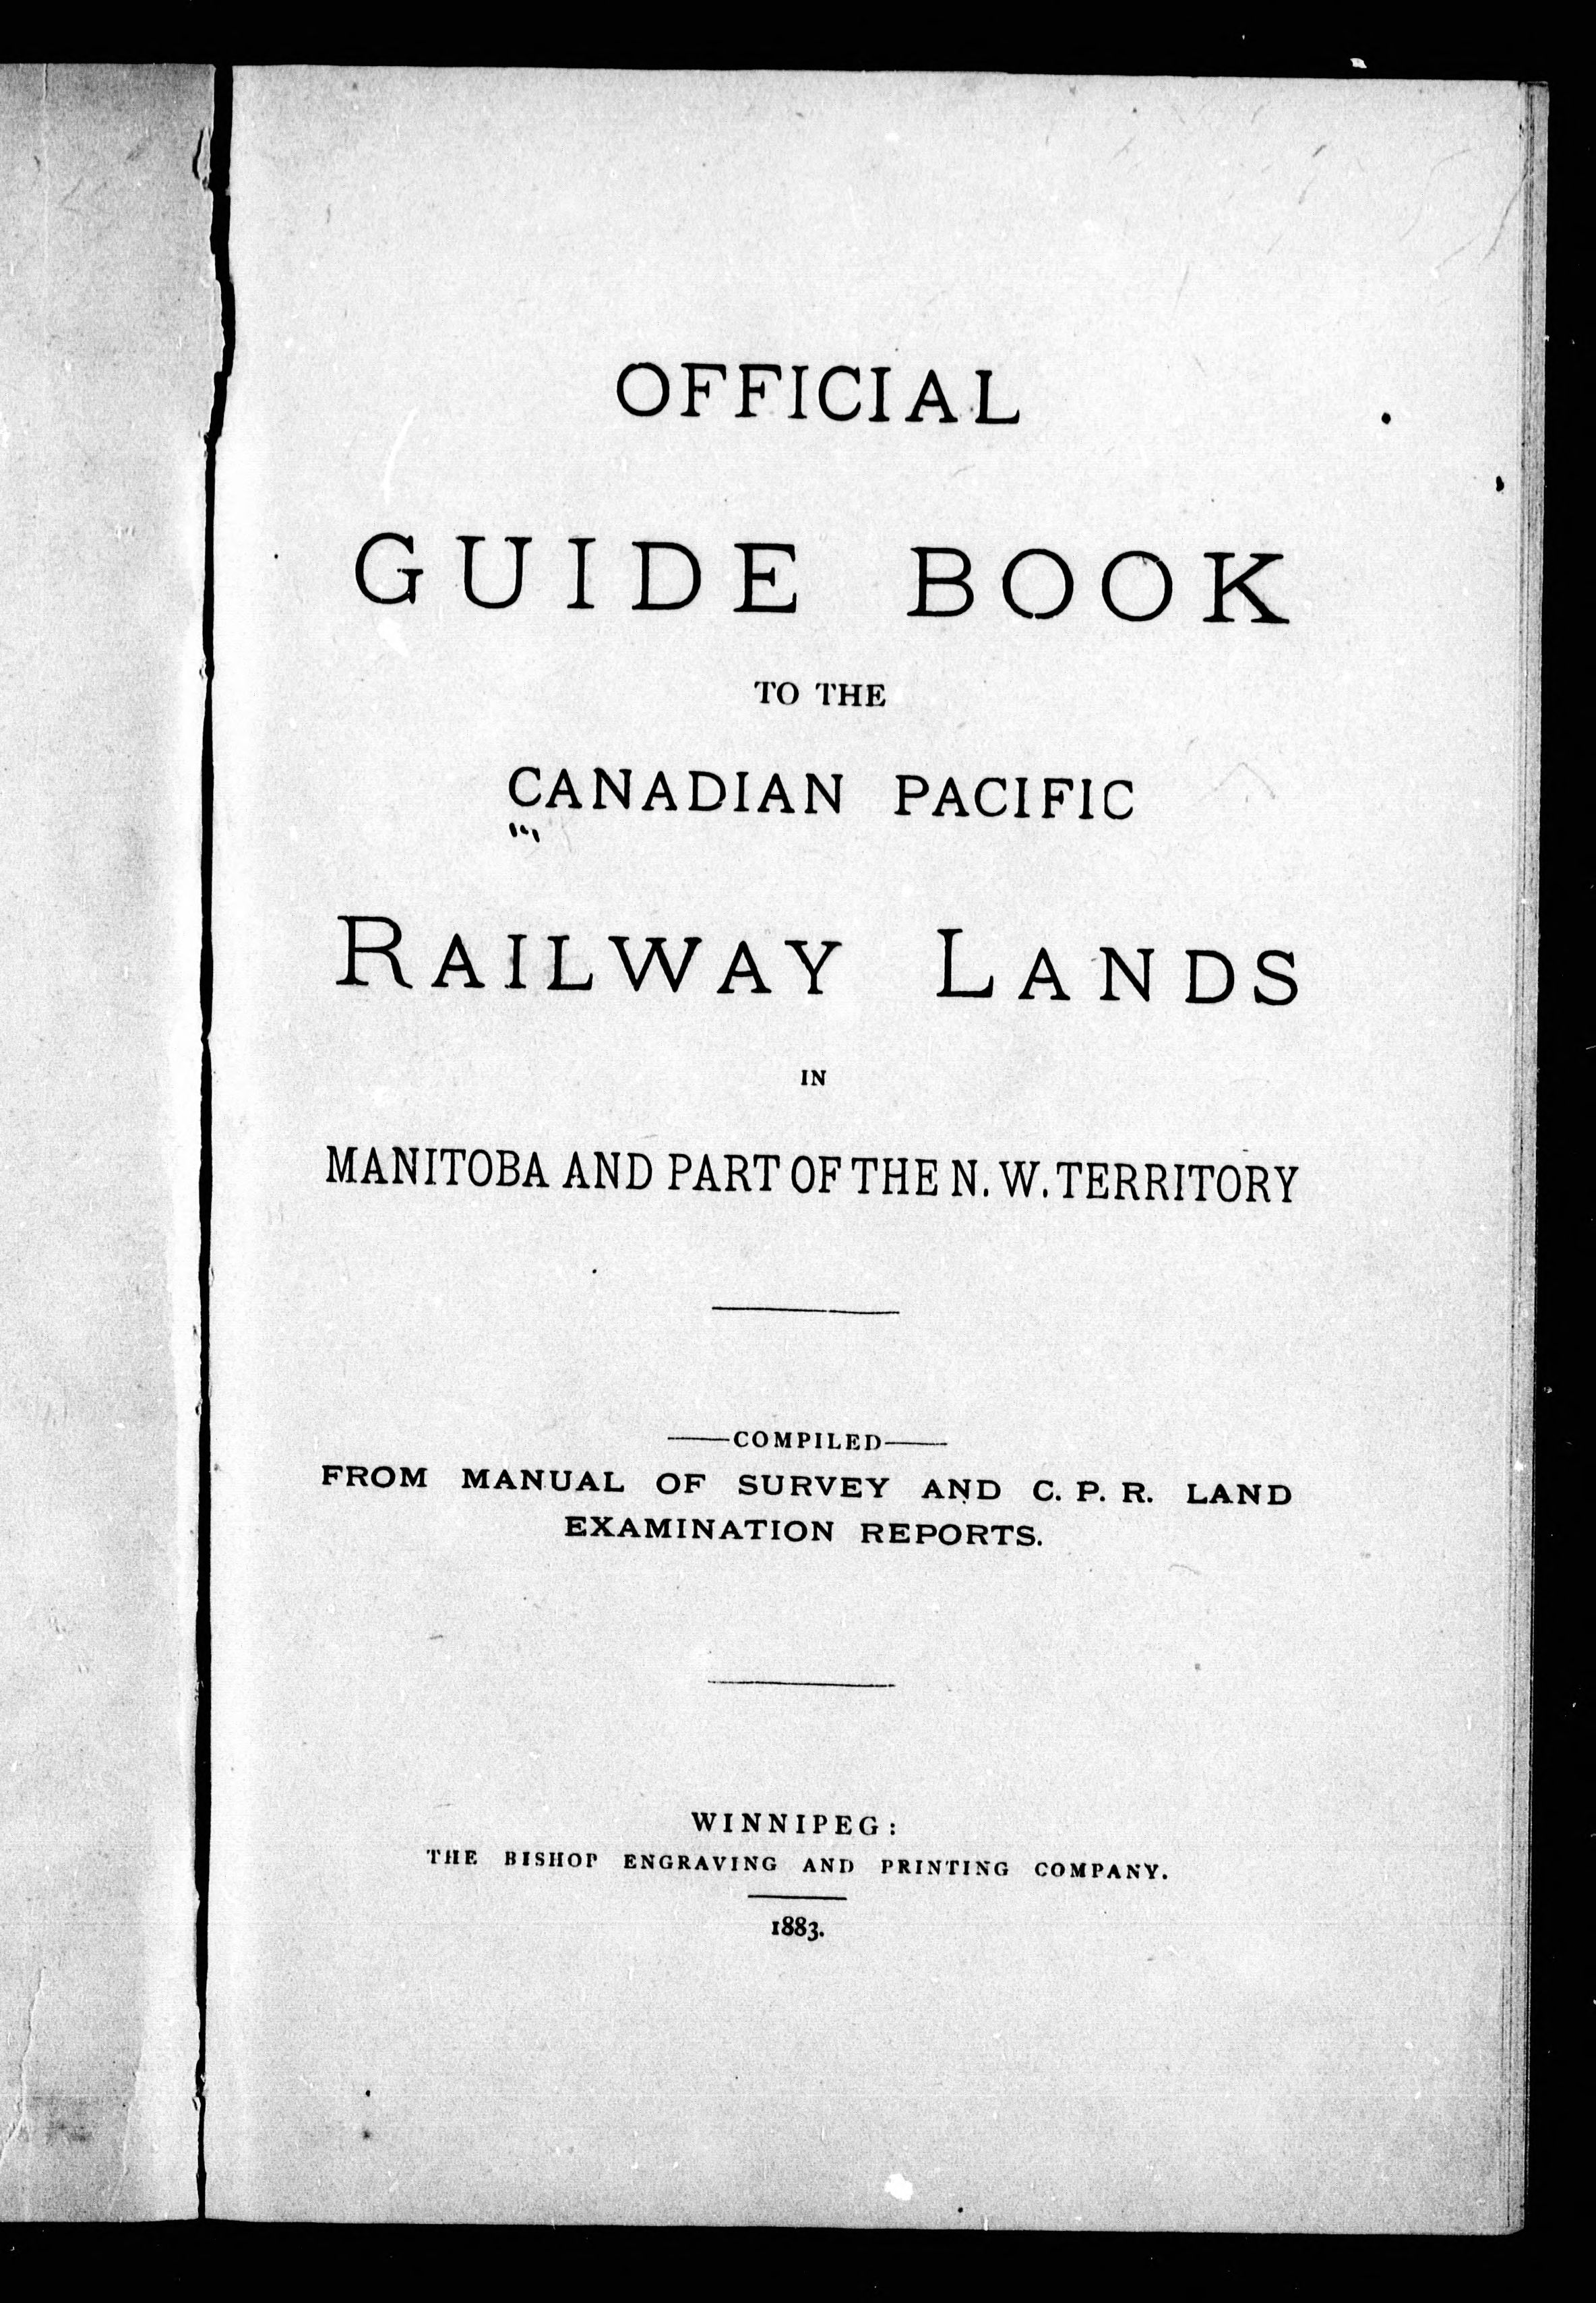 OFFICIAL
GUIDE BOOK
TO THE
CANADIAN PACIFIC
RAILWAY LANDS
IN
MANITOBA AND PART OF THE N. W. TERRITORY
COMPILED
FROM MANUAL OF SURVEY AND C. P. R. LAND
EXAMINATION REPORTS.
WINNIPEG:
THE BISHOP ENGRAVING AND PRINTING COMPANY.
1883.